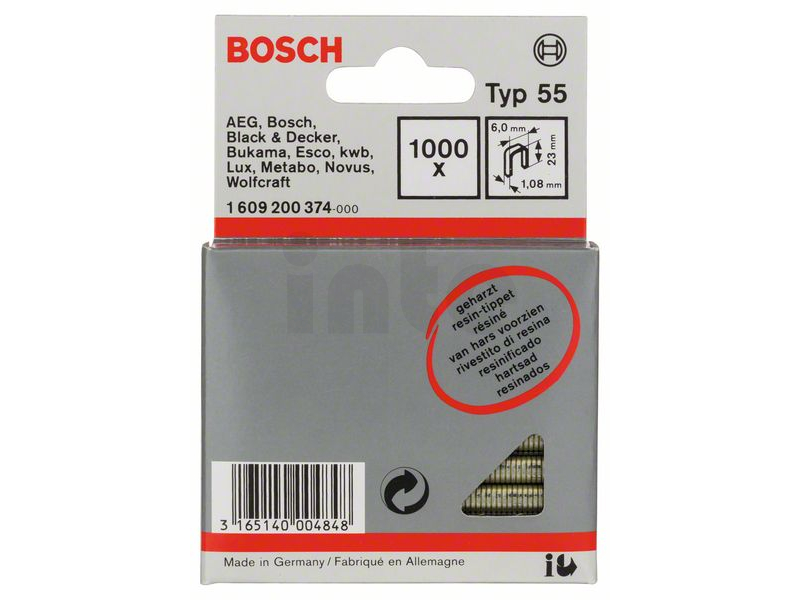 BOSCH
Typ 55
AEG, Bosch,
Black & Decker,
Bukama, Esco, kwb,
Lux, Metabo, Novus,
Wolfcraft
1 609 200 374-000
1000
x
6,0 mm
23 mm
1,08 mm
geharzt
resin-tippet
résiné
van hars voorzien
rivestito di resina
resinificado
hartsad
resinados
3 165140 004848
Made in Germany / Fabriqué en Allemagne